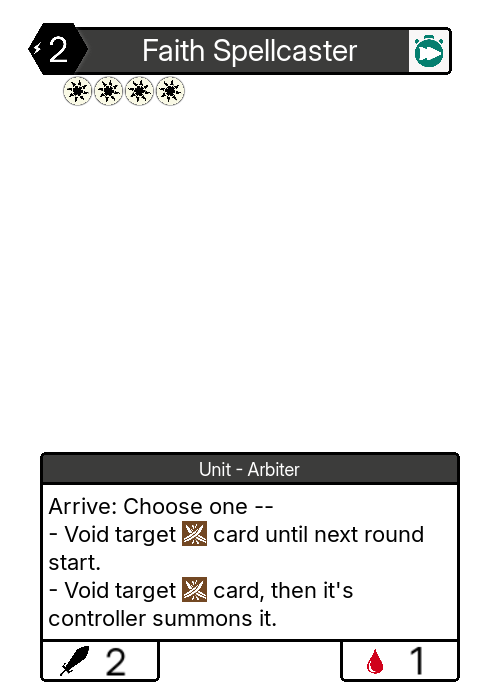 2 Faith Spellcaster
Unit - Arbiter
Arrive: Choose one --
- Void target card until next round
start.
- Void target card, then it's
controller summons it.
2 1